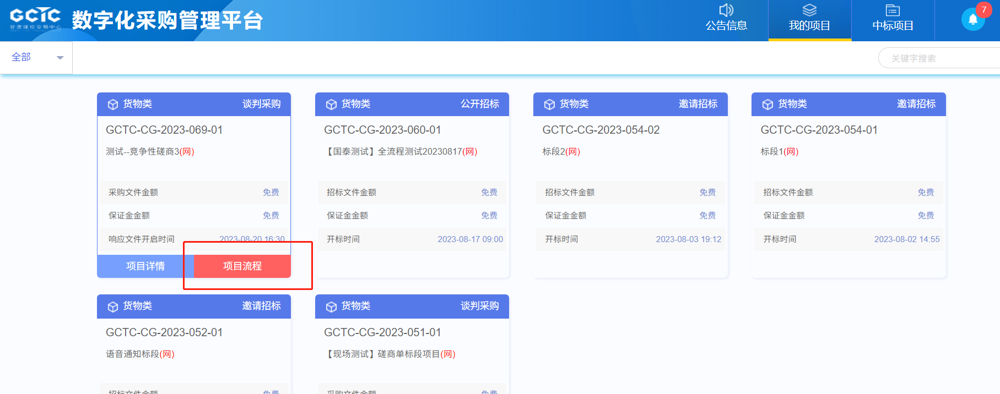 GCTC
甘肃煤炭交易中心
数字化采购管理平台
公告信息
我的项目
中标项目
7
全部
关键字搜索
货物类 谈判采购
GCTC-CG-2023-069-01
测试--竞争性磋商3(网)
采购文件金额 免费
保证金金额 免费
响应文件开启时间 2023-08-20 16:30
项目详情 项目流程
货物类 公开招标
GCTC-CG-2023-060-01
【国泰测试】全流程测试20230817(网)
招标文件金额 免费
保证金金额 免费
开标时间 2023-08-17 09:00
货物类 邀请招标
GCTC-CG-2023-054-02
标段2(网)
招标文件金额 免费
保证金金额 免费
开标时间 2023-08-03 19:12
货物类 邀请招标
GCTC-CG-2023-054-01
标段1(网)
招标文件金额 免费
保证金金额 免费
开标时间 2023-08-02 14:55
货物类 邀请招标
GCTC-CG-2023-052-01
语音通知标段(网)
招标文件金额 免费
货物类 谈判采购
GCTC-CG-2023-051-01
【现场测试】磋商单标段项目(网)
采购文件金额 免费